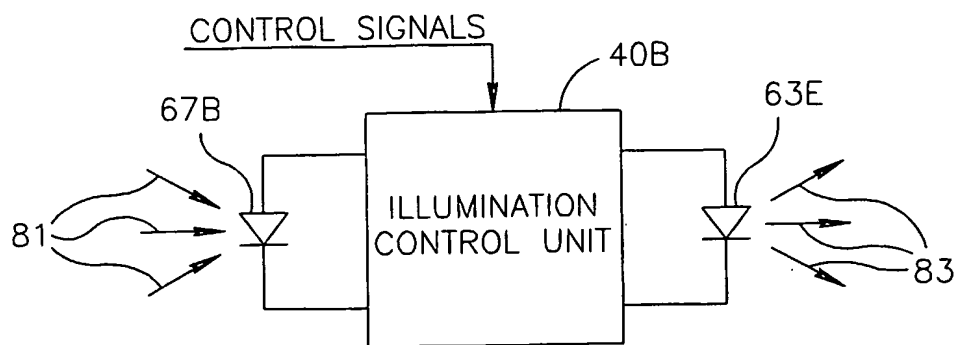 CONTROL SIGNALS
40B
67B
63E
81
ILLUMINATION
CONTROL UNIT
83